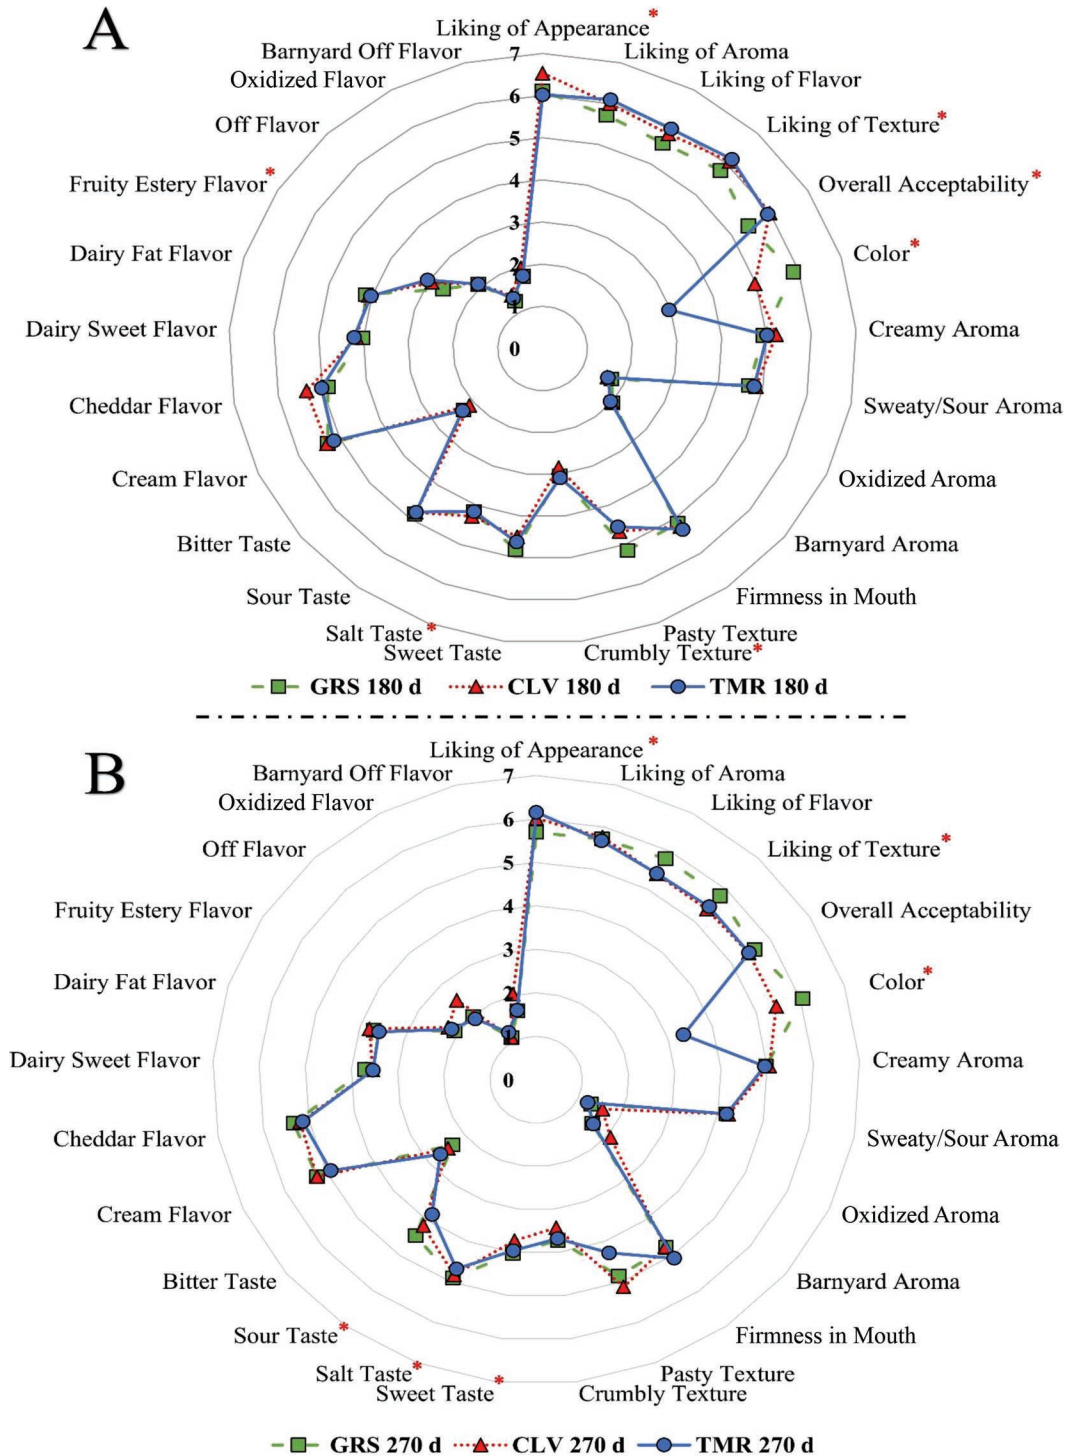 A
Liking of Appearance*
Barnyard Off Flavor
Liking of Aroma
Oxidized Flavor
Liking of Flavor
Off Flavor
Liking of Texture*
Fruity Estery Flavor*
Overall Acceptability*
Dairy Fat Flavor
Color*
Dairy Sweet Flavor
Creamy Aroma
Cheddar Flavor
Sweaty/Sour Aroma
Cream Flavor
Oxidized Aroma
Bitter Taste
Barnyard Aroma
Sour Taste
Firmness in Mouth
Salt Taste*
Pasty Texture
Sweet Taste
Crumbly Texture*
7
6
5
4
3
2
1
0
GRS 180 d CLV 180 d TMR 180 d
B
Liking of Appearance*
Barnyard Off Flavor
Liking of Aroma
Oxidized Flavor
Liking of Flavor
Off Flavor
Liking of Texture*
Fruity Estery Flavor
Overall Acceptability
Dairy Fat Flavor
Color*
Dairy Sweet Flavor
Creamy Aroma
Cheddar Flavor
Sweaty/Sour Aroma
Cream Flavor
Oxidized Aroma
Bitter Taste
Barnyard Aroma
Sour Taste*
Firmness in Mouth
Salt Taste*
Pasty Texture
Sweet Taste*
Crumbly Texture
7
6
5
4
3
2
1
0
GRS 270 d CLV 270 d TMR 270 d